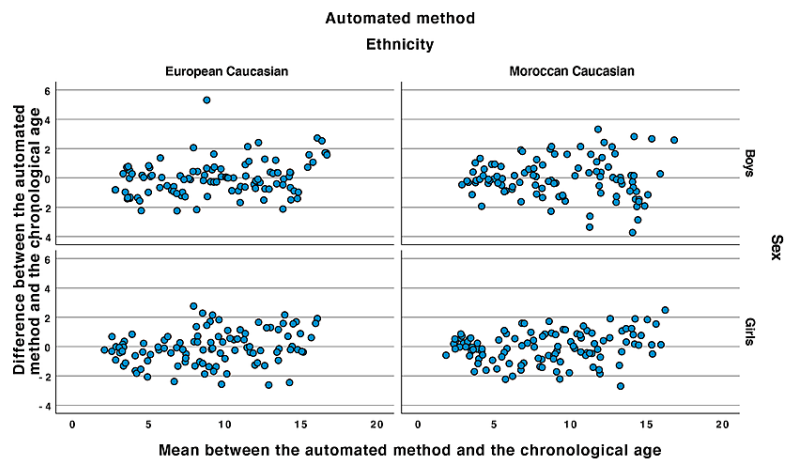 Automated method
Ethnicity
European Caucasian
Moroccan Caucasian
Difference between the automated
method and the chronological age
6
4
2
0
2
4
Boys
6
4
2
0
.2
- 4
Girls
Sex
0 5 10 15 20
0 5 10 15 20
Mean between the automated method and the chronological age